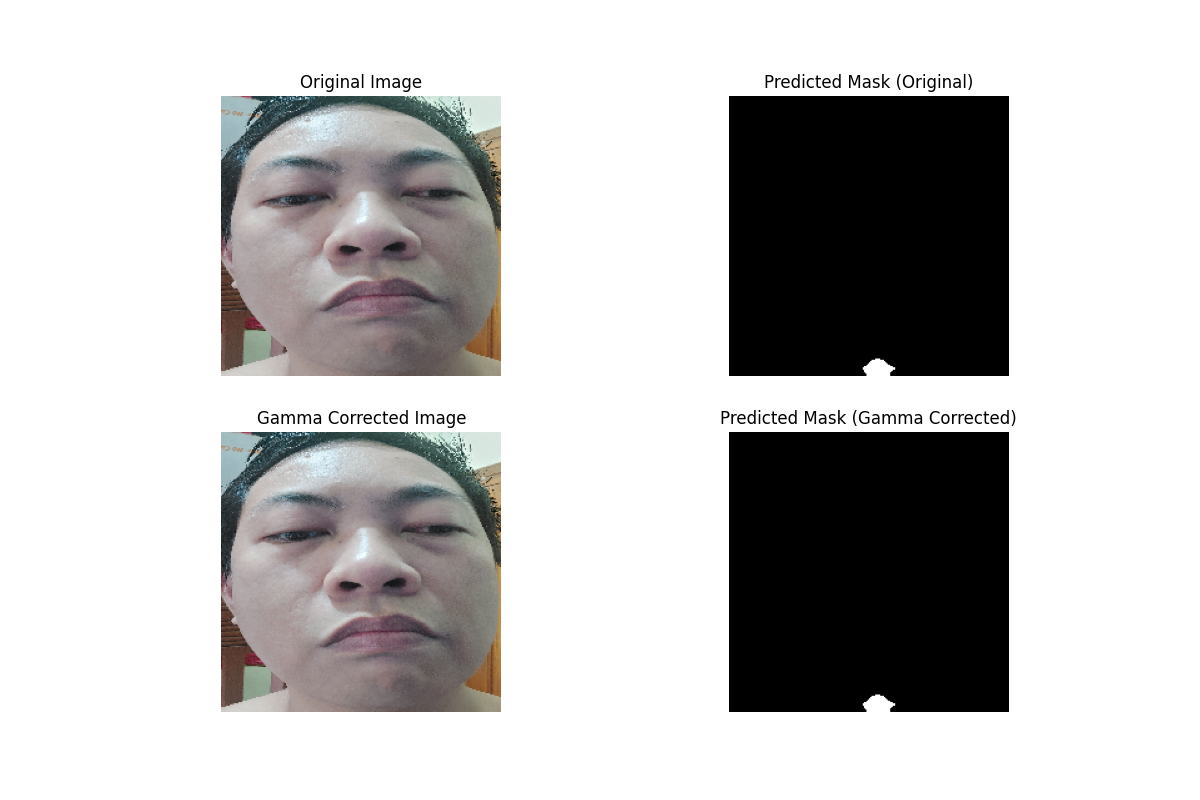 Original Image
Predicted Mask (Original)
Gamma Corrected Image
Predicted Mask (Gamma Corrected)